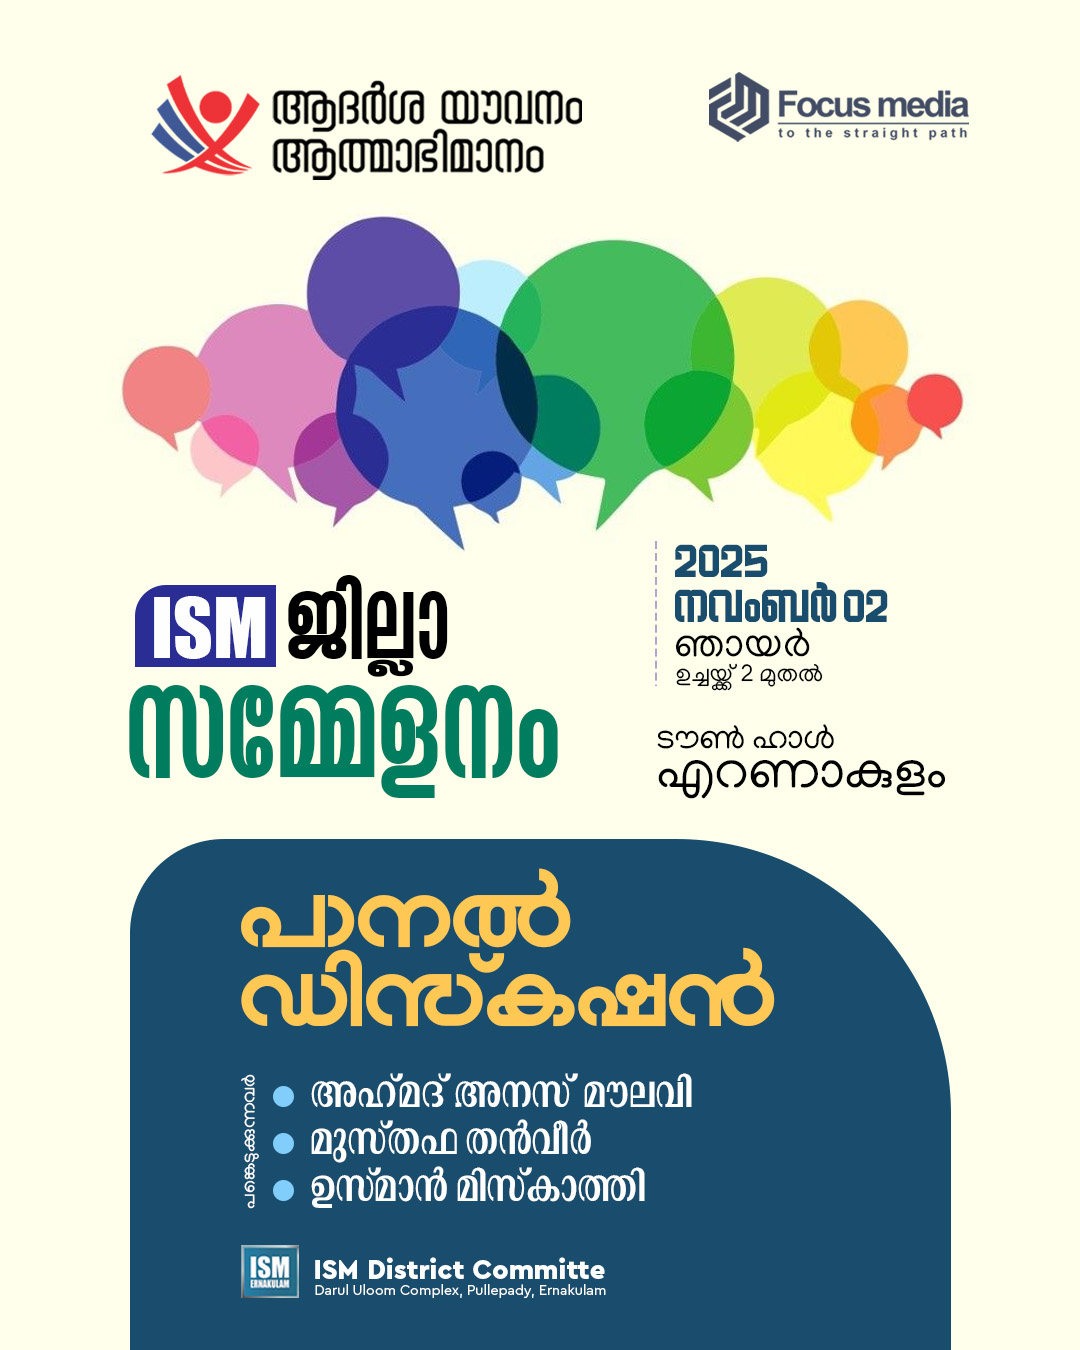 ആദർശ യൗവനം
ആത്മാഭിമാനം
Focus media
to the straight path
ISM ജില്ലാ
സമ്മേളനം
2025
നവംബർ 02
ഞായർ
ഉച്ചയ്ക്ക് 2 മുതൽ
ടൗൺ ഹാൾ
എറണാകുളം
പാനൽ
ഡിസ്കഷൻ
പങ്കെടുക്കുന്നവർ
അഹ്‌മദ് അനസ് മൗലവി
മുസ്തഫ തൻവീർ
ഉസ്മാൻ മിസ്കാത്തി
ISM
ERNAKULAM
ISM District Committe
Darul Uloom Complex, Pullepady, Ernakulam